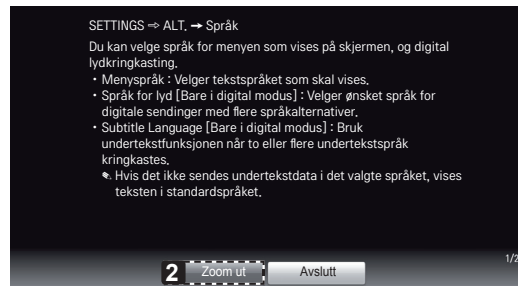 SETTINGS ⇨ ALT. ➞ Språk
Du kan velge språk for menyen som vises på skjermen, og digital
lydkringkasting.
• Menyspråk : Velger tekstspråket som skal vises.
• Språk for lyd [Bare i digital modus] : Velger ønsket språk for
digitale sendinger med flere språkalternativer.
• Subtitle Language [Bare i digital modus] : Bruk
undertekstfunksjonen når to eller flere undertekstspråk
kringkastes.
Hvis det ikke sendes undertekstdata i det valgte språket, vises
teksten i standardspråket.
1/2
2 Zoom ut Avslutt